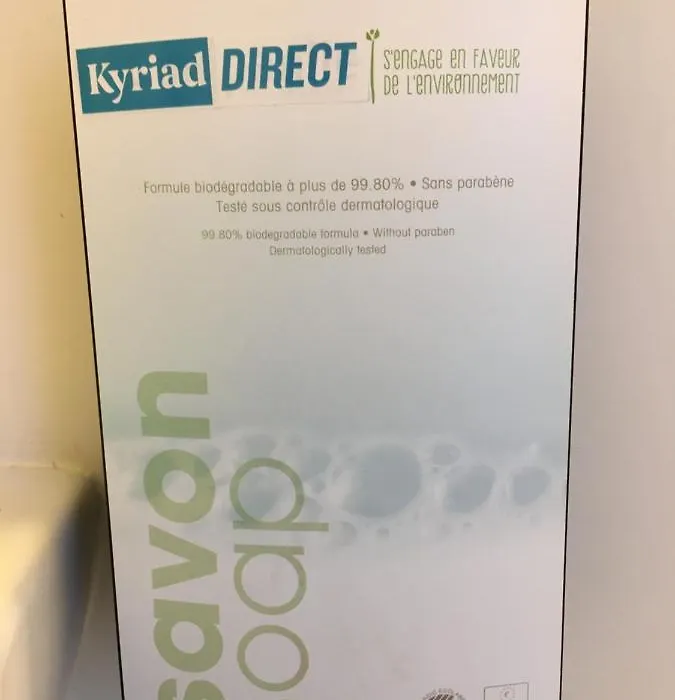 Kyriad DIRECT
S'ENGAGE EN FAVEUR
DE L'ENVIRONNEMENT
Formule biodégradable à plus de 99.80% • Sans parabène
Testé sous contrôle dermatologique
99.80% biodegradable formula • Without paraben
Dermatologically tested
savon
soap